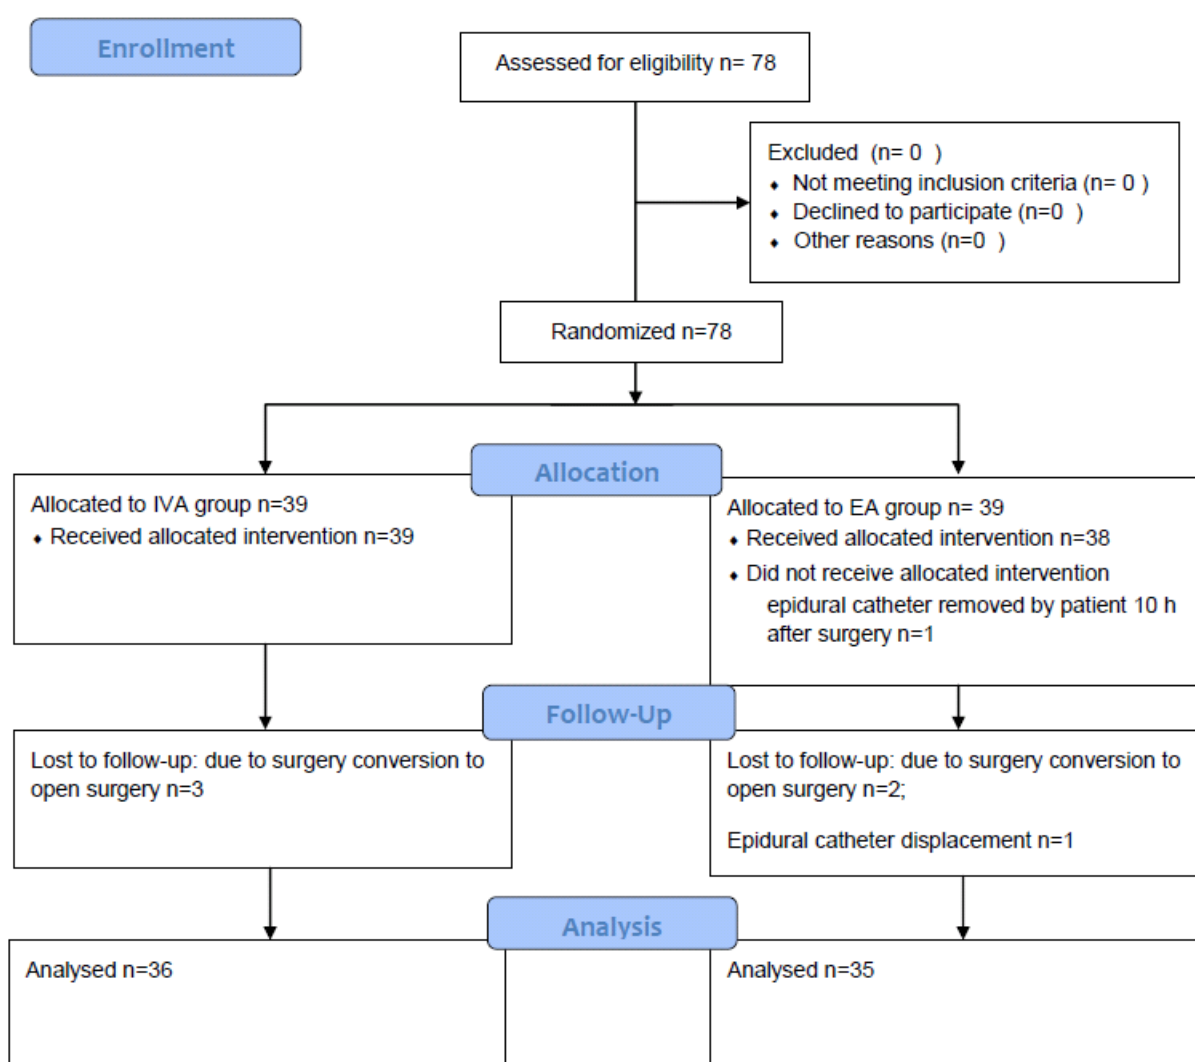 Enrollment
Assessed for eligibility n= 78
Excluded (n= 0 )
♦ Not meeting inclusion criteria (n= 0 )
♦ Declined to participate (n=0 )
♦ Other reasons (n=0 )
Randomized n=78
Allocation
Allocated to IVA group n=39
♦ Received allocated intervention n=39
Allocated to EA group n= 39
♦ Received allocated intervention n=38
♦ Did not receive allocated intervention
epidural catheter removed by patient 10 h
after surgery n=1
Follow-Up
Lost to follow-up: due to surgery conversion to
open surgery n=3
Lost to follow-up: due to surgery conversion to
open surgery n=2;
Epidural catheter displacement n=1
Analysis
Analysed n=36
Analysed n=35